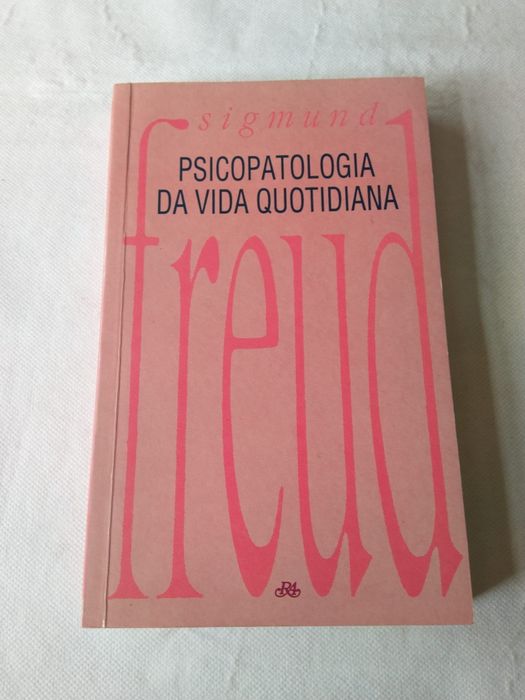 sigmund
PSICOPATOLOGIA
DA VIDA QUOTIDIANA
freud